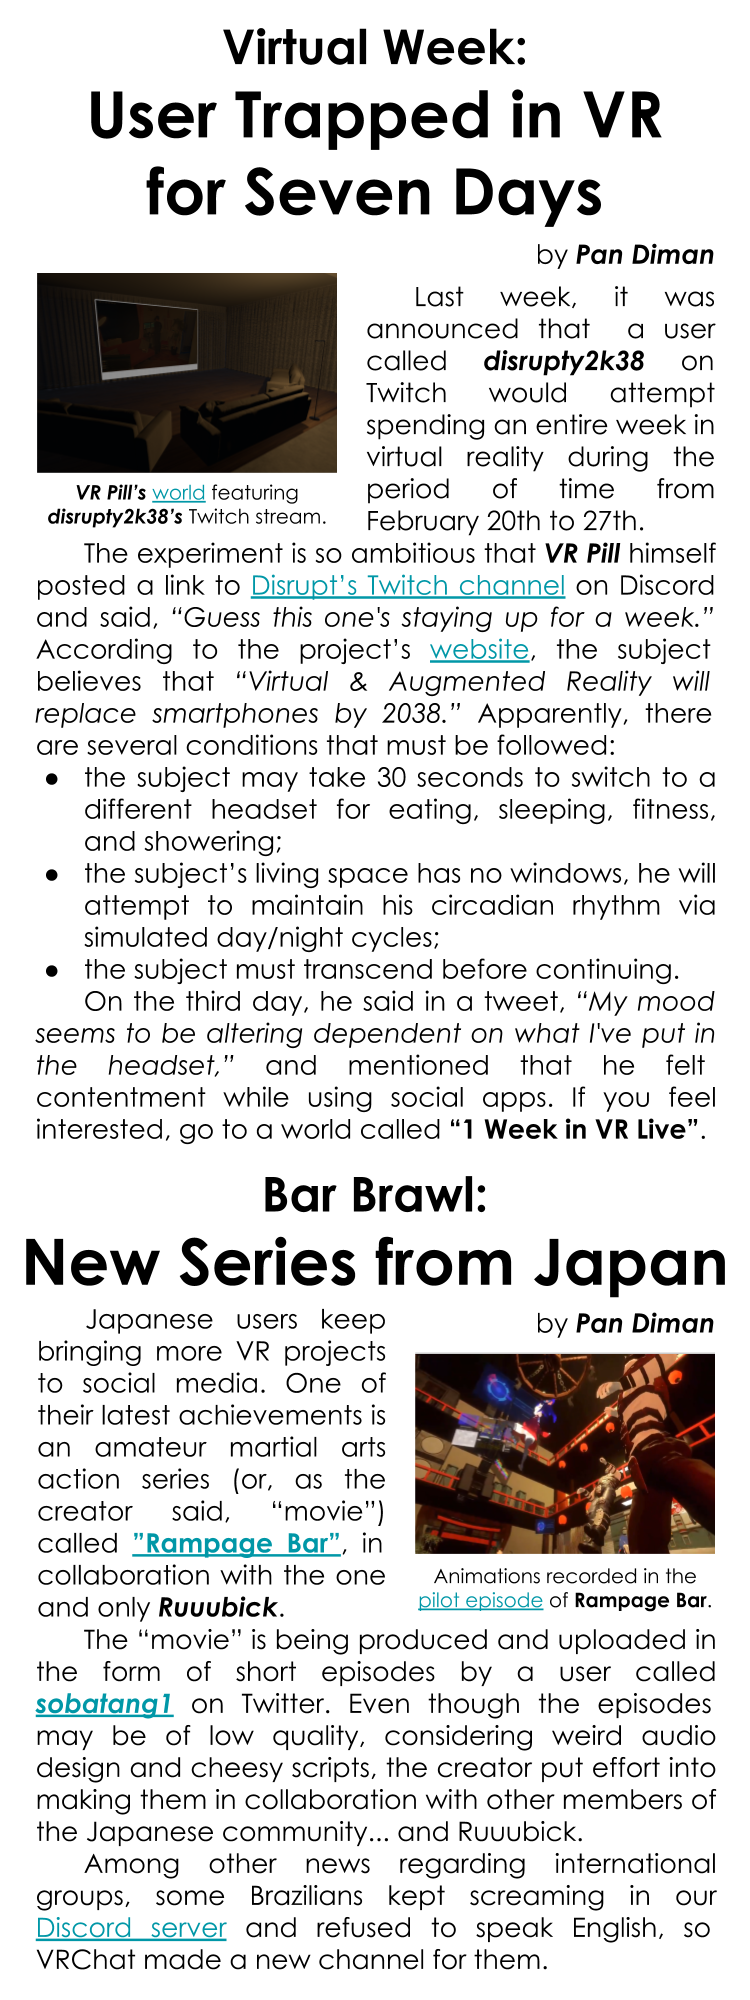 Virtual Week:
User Trapped in VR
for Seven Days
by Pan Diman
VR Pill's world featuring
disrupty2k38's Twitch stream.
Last week, it was
announced that a user
called disrupty2k38 on
Twitch would attempt
spending an entire week in
virtual reality during the
period of time from
February 20th to 27th.
The experiment is so ambitious that VR Pill himself
posted a link to Disrupt's Twitch channel on Discord
and said, “Guess this one's staying up for a week.”
According to the project's website, the subject
believes that “Virtual & Augmented Reality will
replace smartphones by 2038.” Apparently, there
are several conditions that must be followed:
● the subject may take 30 seconds to switch to a
different headset for eating, sleeping, fitness,
and showering;
● the subject's living space has no windows, he will
attempt to maintain his circadian rhythm via
simulated day/night cycles;
● the subject must transcend before continuing.
On the third day, he said in a tweet, “My mood
seems to be altering dependent on what I've put in
the headset,” and mentioned that he felt
contentment while using social apps. If you feel
interested, go to a world called “1 Week in VR Live”.
Bar Brawl:
New Series from Japan
by Pan Diman
Japanese users keep
bringing more VR projects
to social media. One of
their latest achievements is
an amateur martial arts
action series (or, as the
creator said, “movie”)
called ”Rampage Bar”, in
collaboration with the one
and only Ruuubick.
Animations recorded in the
pilot episode of Rampage Bar.
The “movie” is being produced and uploaded in
the form of short episodes by a user called
sobatang1 on Twitter. Even though the episodes
may be of low quality, considering weird audio
design and cheesy scripts, the creator put effort into
making them in collaboration with other members of
the Japanese community... and Ruuubick.
Among other news regarding international
groups, some Brazilians kept screaming in our
Discord server and refused to speak English, so
VRChat made a new channel for them.